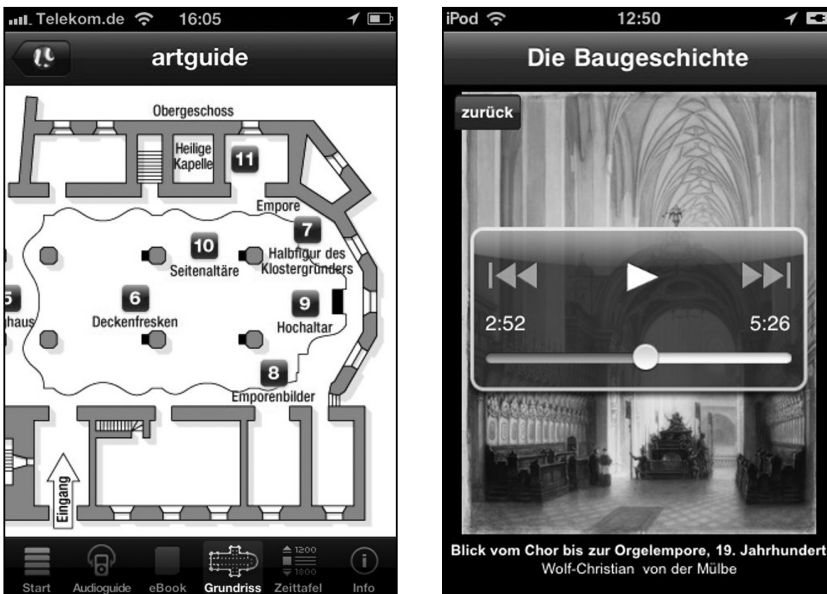 Telekom.de 16:05
artguide
Obergeschoss
Heilige
Kapelle
11
Empore
7
10
Halbfigur des
Klostergründers
Seitenaltäre
5
6
9
ghaus
Deckenfresken
Hochaltar
8
Emporenbilder
Eingang
1200
1800
Start Audioguide eBook Grundriss Zeittafel Info
iPod 12:50
Die Baugeschichte
zurück
2:52 5:26
Blick vom Chor bis zur Orgelempore, 19. Jahrhundert
Wolf-Christian von der Mülbe